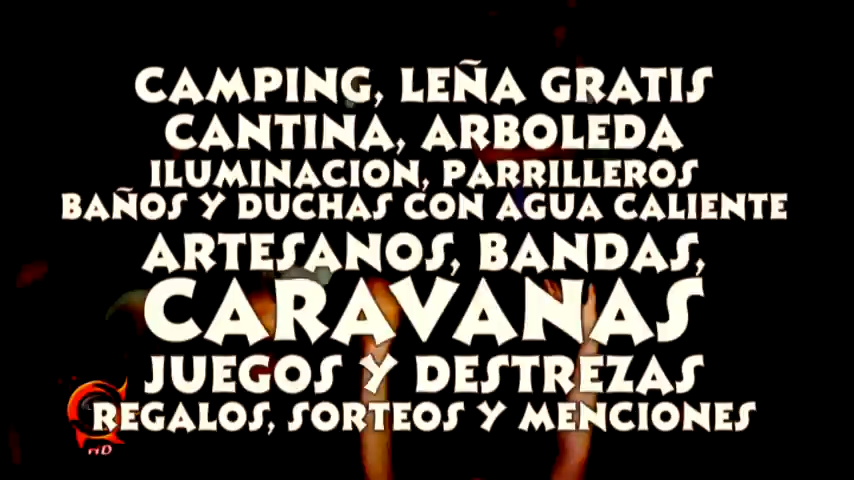 CAMPING, LEÑA GRATIS
CANTINA, ARBOLEDA
ILUMINACION, PARRILLEROS
BAÑOS Y DUCHAS CON AGUA CALIENTE
ARTESANOS, BANDAS,
CARAVANAS
JUEGOS Y DESTREZAS
REGALOS, SORTEOS Y MENCIONES
HD